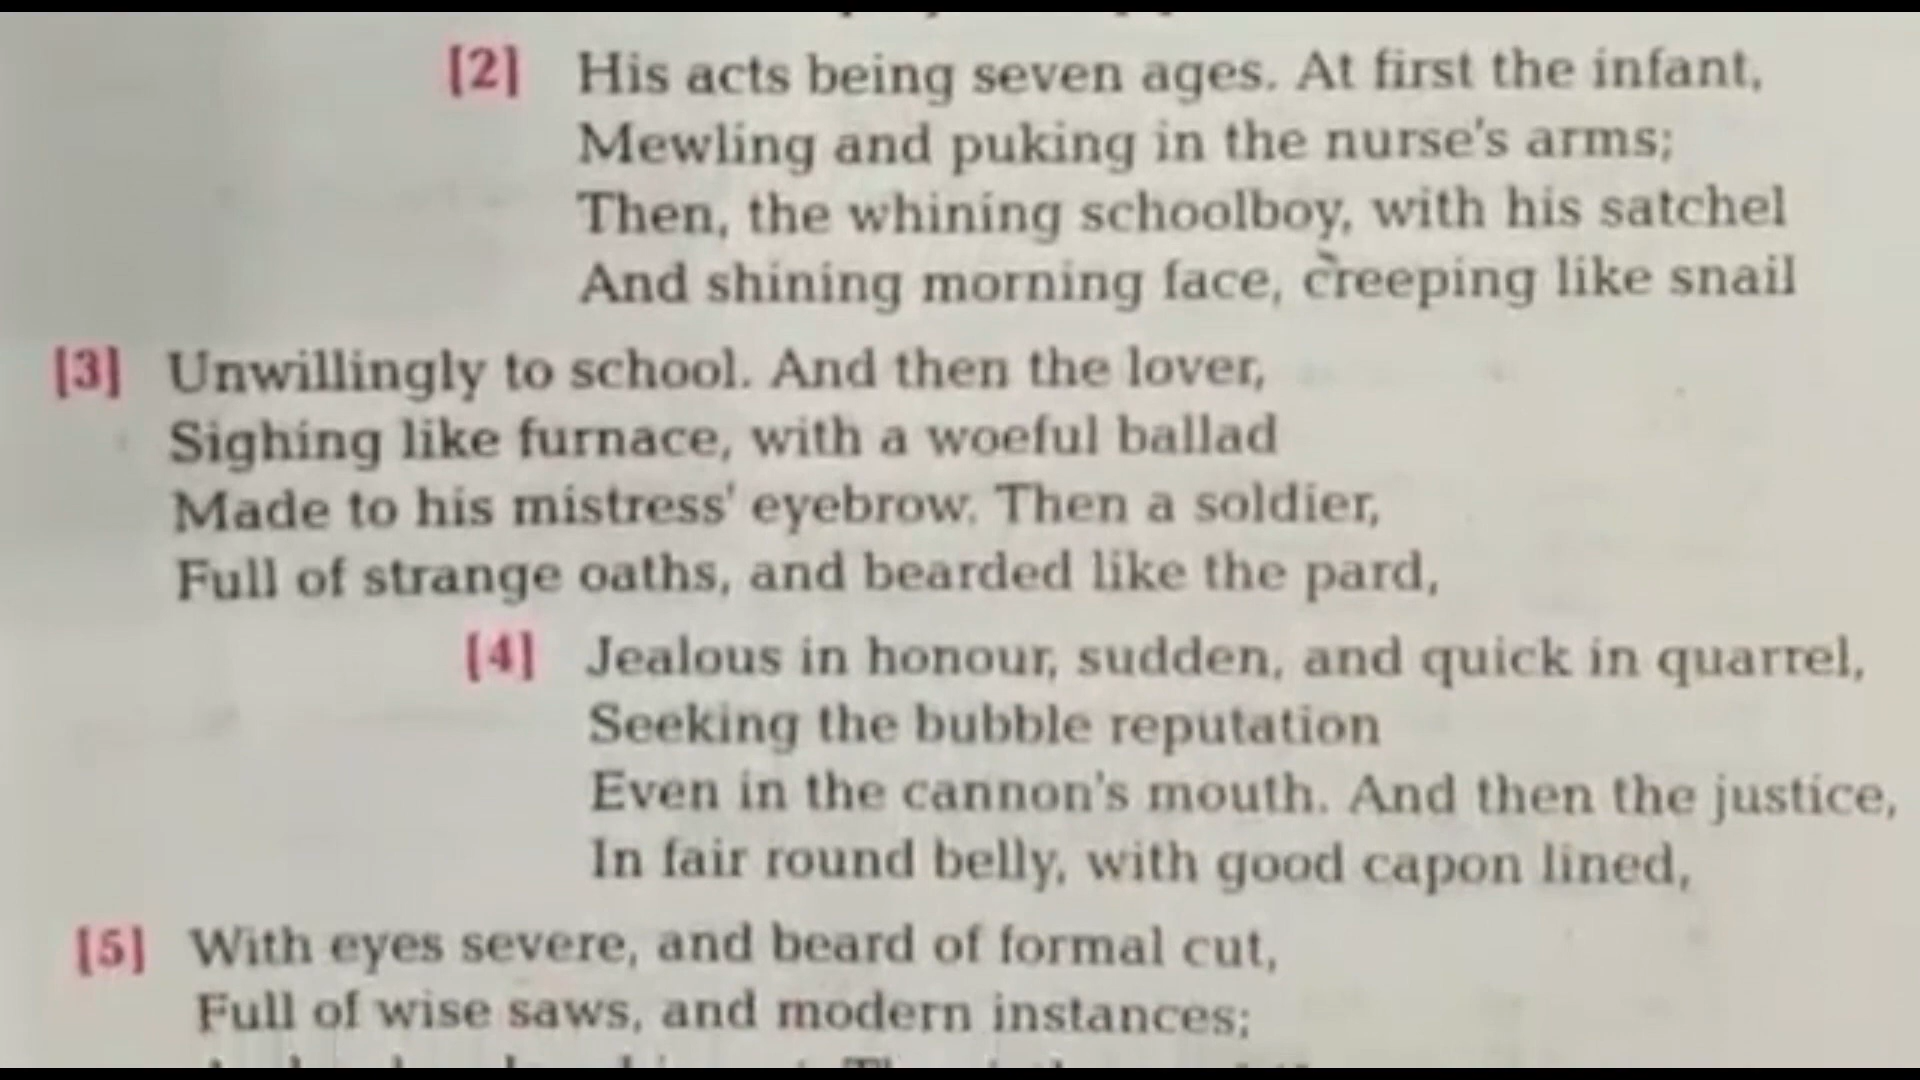 [2] His acts being seven ages. At first the infant,
Mewling and puking in the nurse's arms;
Then, the whining schoolboy, with his satchel
And shining morning face, creeping like snail
[3] Unwillingly to school. And then the lover,
Sighing like furnace, with a woeful ballad
Made to his mistress' eyebrow. Then a soldier,
Full of strange oaths, and bearded like the pard,
[4] Jealous in honour, sudden, and quick in quarrel,
Seeking the bubble reputation
Even in the cannon's mouth. And then the justice,
In fair round belly, with good capon lined,
[5] With eyes severe, and beard of formal cut,
Full of wise saws, and modern instances;